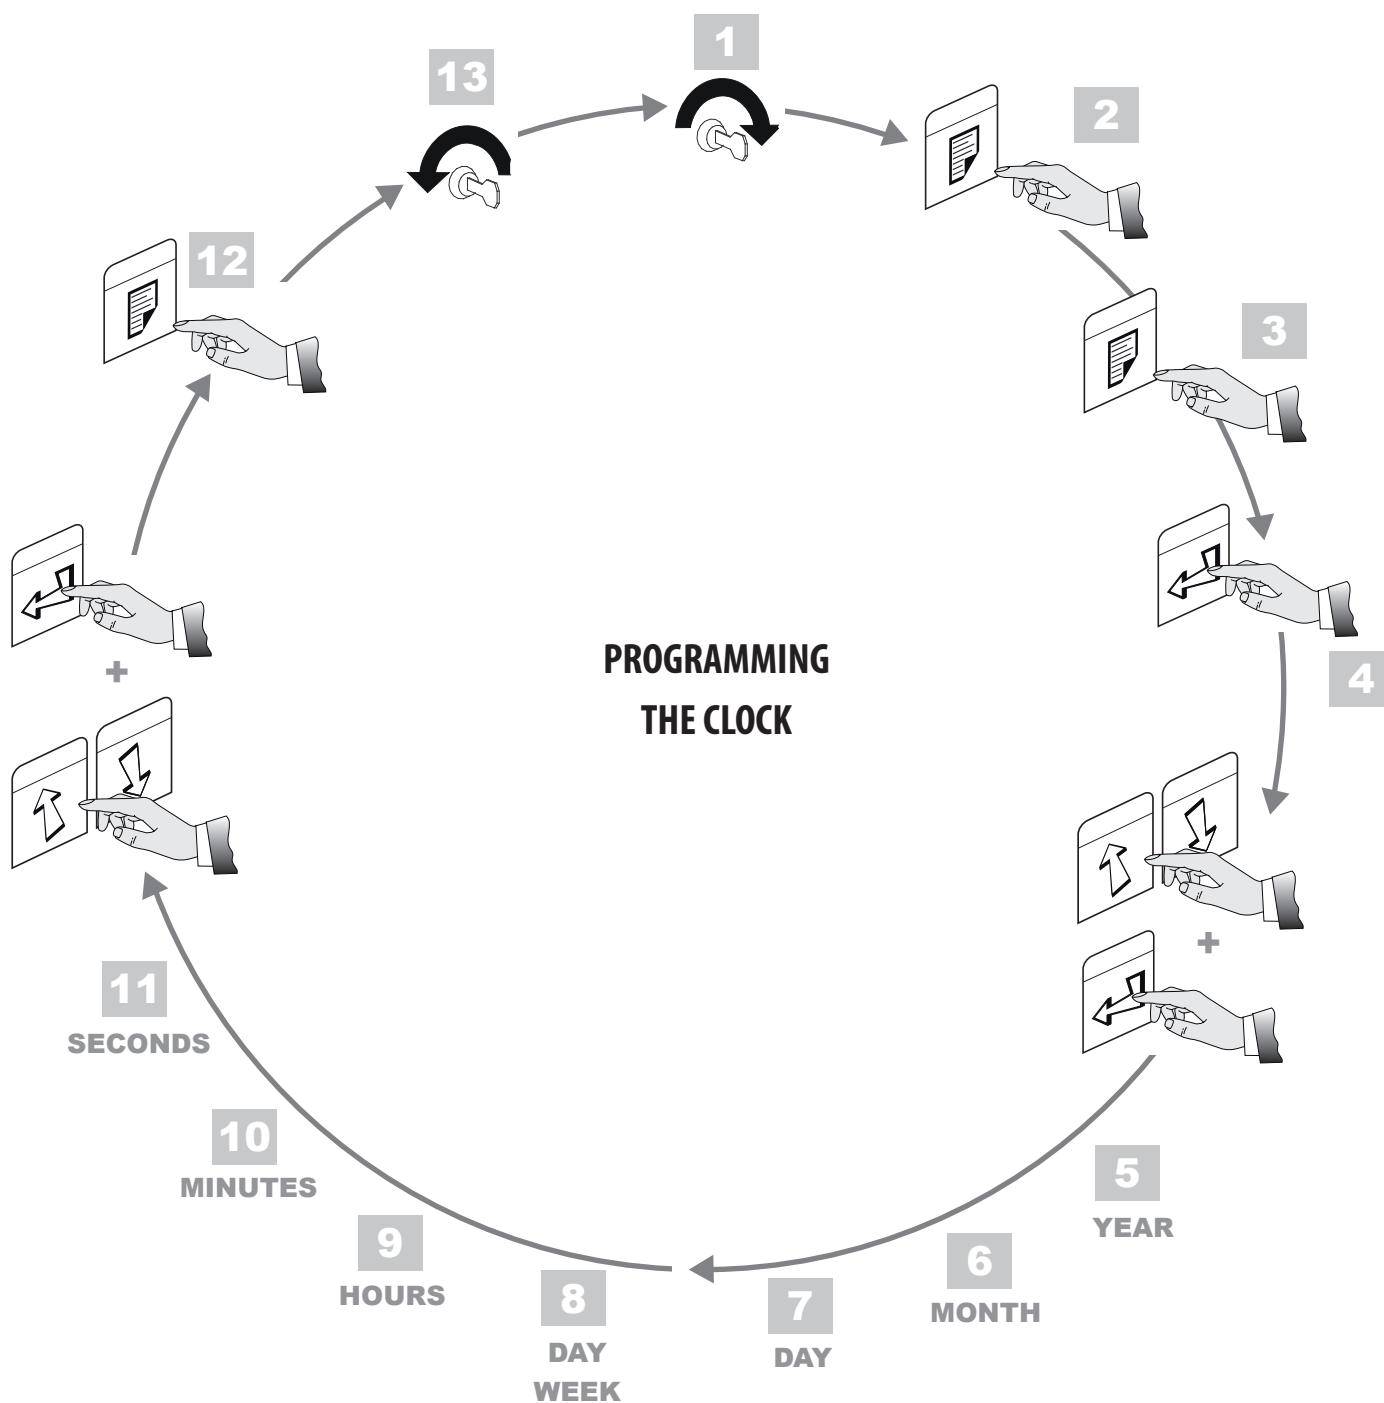 1
2
3
4
5
YEAR
6
MONTH
7
DAY
8
DAY
WEEK
9
HOURS
10
MINUTES
11
SECONDS
12
13
+
+
PROGRAMMING
THE CLOCK